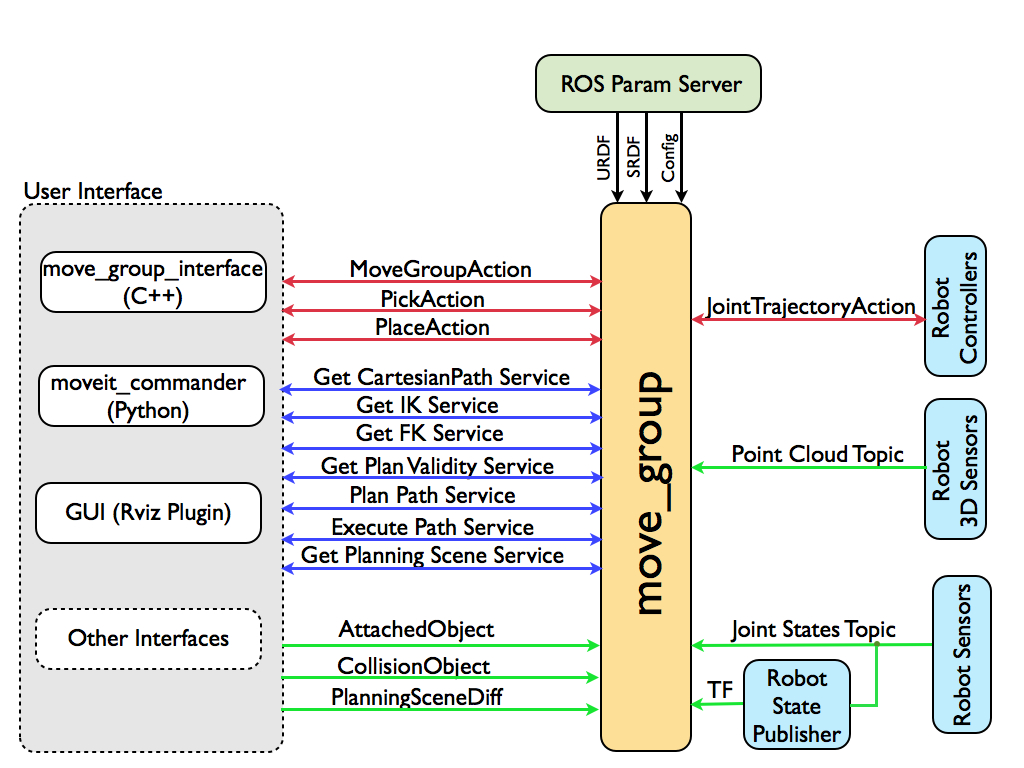 ROS Param Server
URDF
SRDF
Config
User Interface
move_group_interface
(C++)
moveit_commander
(Python)
GUI (Rviz Plugin)
Other Interfaces
MoveGroupAction
PickAction
PlaceAction
Get CartesianPath Service
Get IK Service
Get FK Service
Get Plan Validity Service
Plan Path Service
Execute Path Service
Get Planning Scene Service
AttachedObject
CollisionObject
PlanningSceneDiff
move_group
JointTrajectoryAction
Robot
Controllers
Point Cloud Topic
Robot
3D Sensors
Joint States Topic
Robot Sensors
TF
Robot
State
Publisher